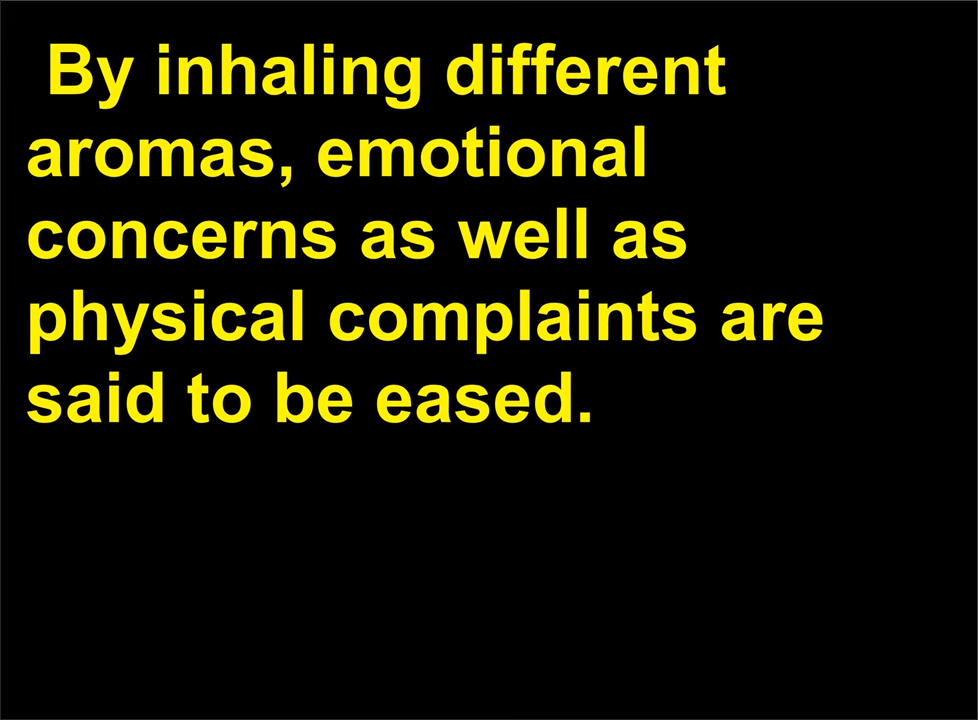 By inhaling different
aromas, emotional
concerns as well as
physical complaints are
said to be eased.